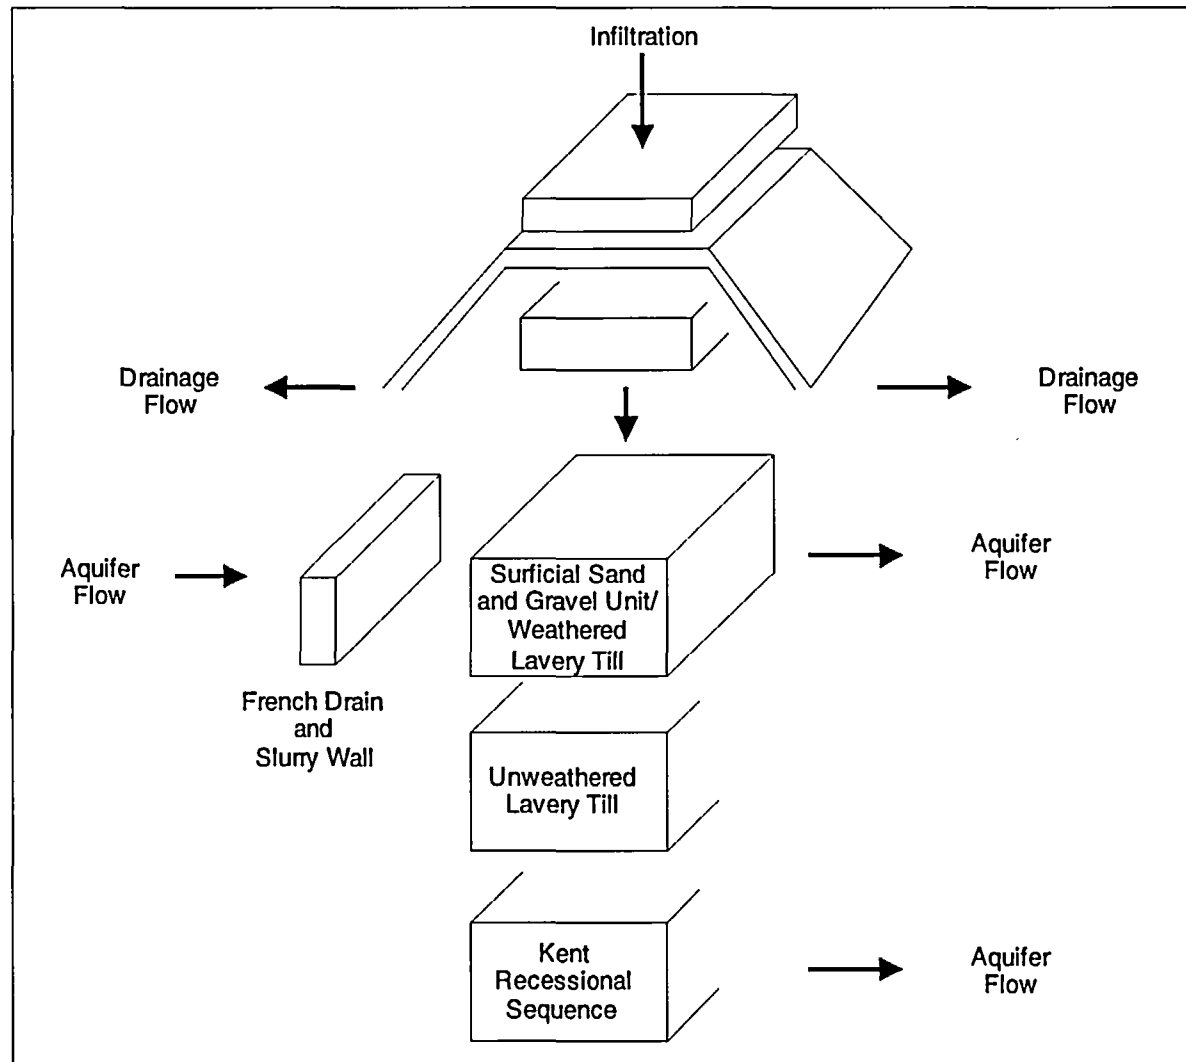 Infiltration
Drainage
Flow
Drainage
Flow
Aquifer
Flow
Surficial Sand
and Gravel Unit/
Weathered
Lavery Till
Aquifer
Flow
French Drain
and
Slurry Wall
Unweathered
Lavery Till
Kent
Recessional
Sequence
Aquifer
Flow